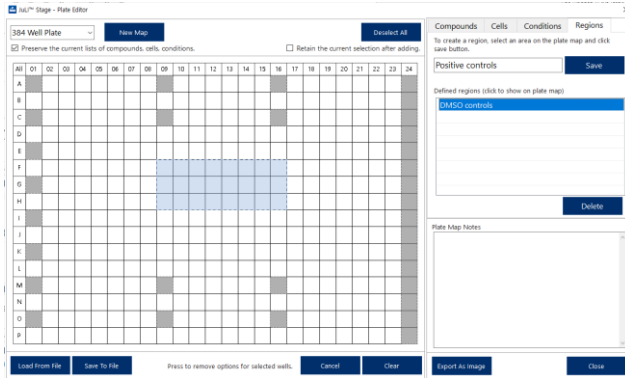 IuLI™ Stage - Plate Editor
384 Well Plate
New Map
Deselect All
Preserve the current lists of compounds, cells, conditions.
Retain the current selection after adding.
All 01 02 03 04 05 06 07 08 09 10 11 12 13 14 15 16 17 18 19 20 21 22 23 24
A
B
C
D
E
F
G
H
I
J
K
L
M
N
O
P
Load From File
Save To File
Press to remove options for selected wells.
Cancel
Clear
Compounds Cells Conditions Regions
To create a region, select an area on the plate map and click
save button.
Positive controls
Save
Defined regions (click to show on plate map)
DMSO controls
Delete
Plate Map Notes
Export As Image
Close